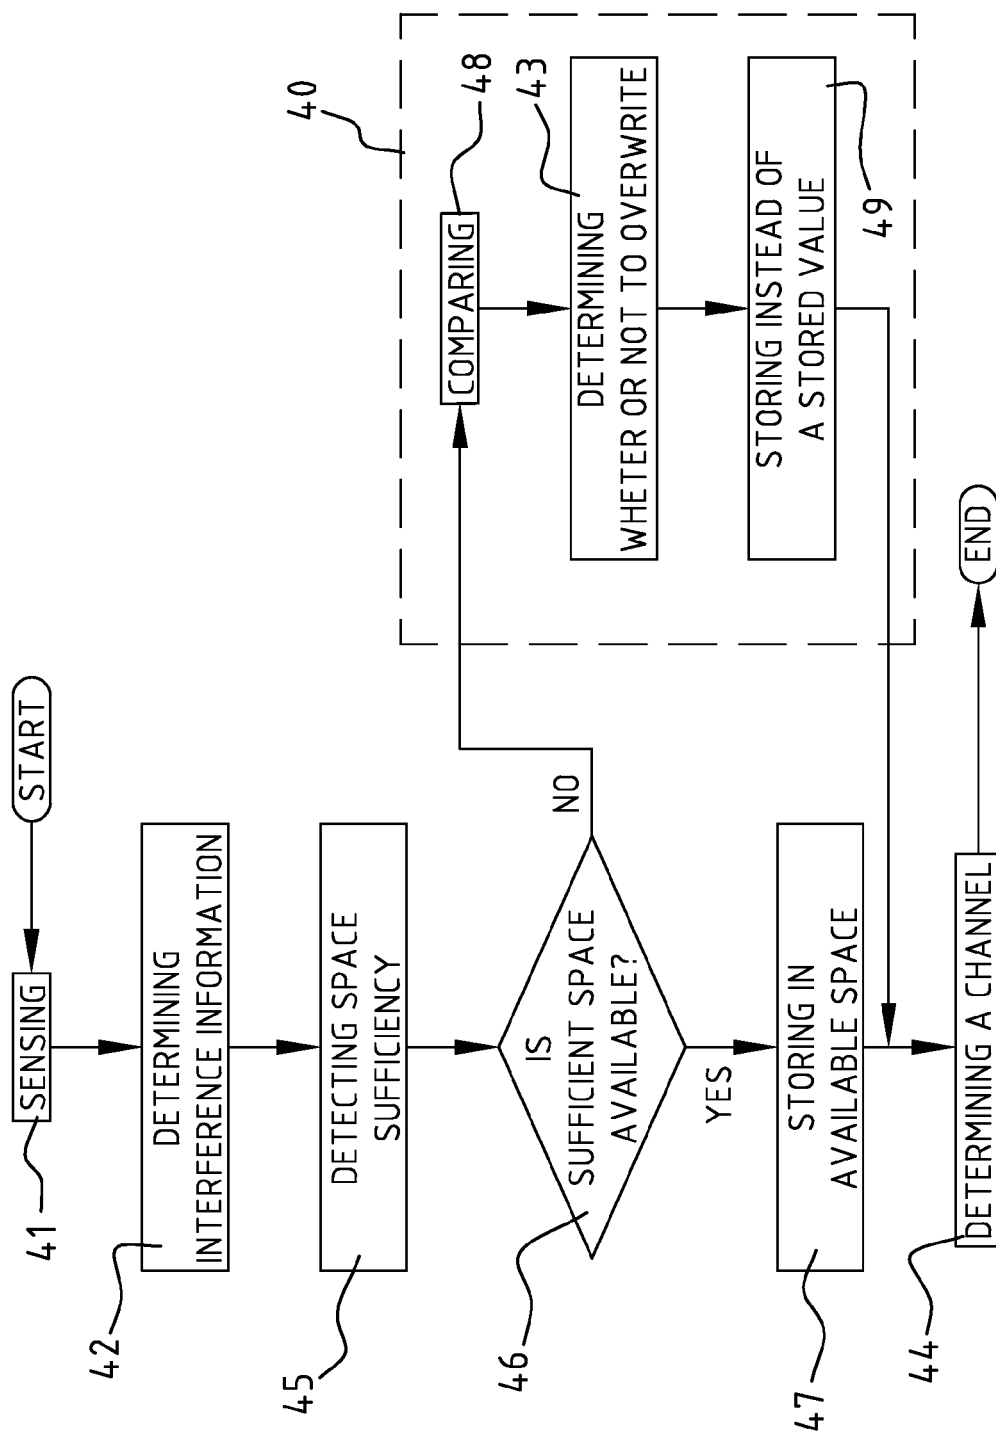 START
SENSING
41
DETERMINING
INTERFERENCE INFORMATION
42
DETECTING SPACE
SUFFICIENCY
45
IS
SUFFICIENT SPACE
AVAILABLE?
46
NO
YES
40
COMPARING
48
DETERMINING
WHETER OR NOT TO OVERWRITE
43
STORING INSTEAD OF
A STORED VALUE
49
STORING IN
AVAILABLE SPACE
47
DETERMINING A CHANNEL
44
END